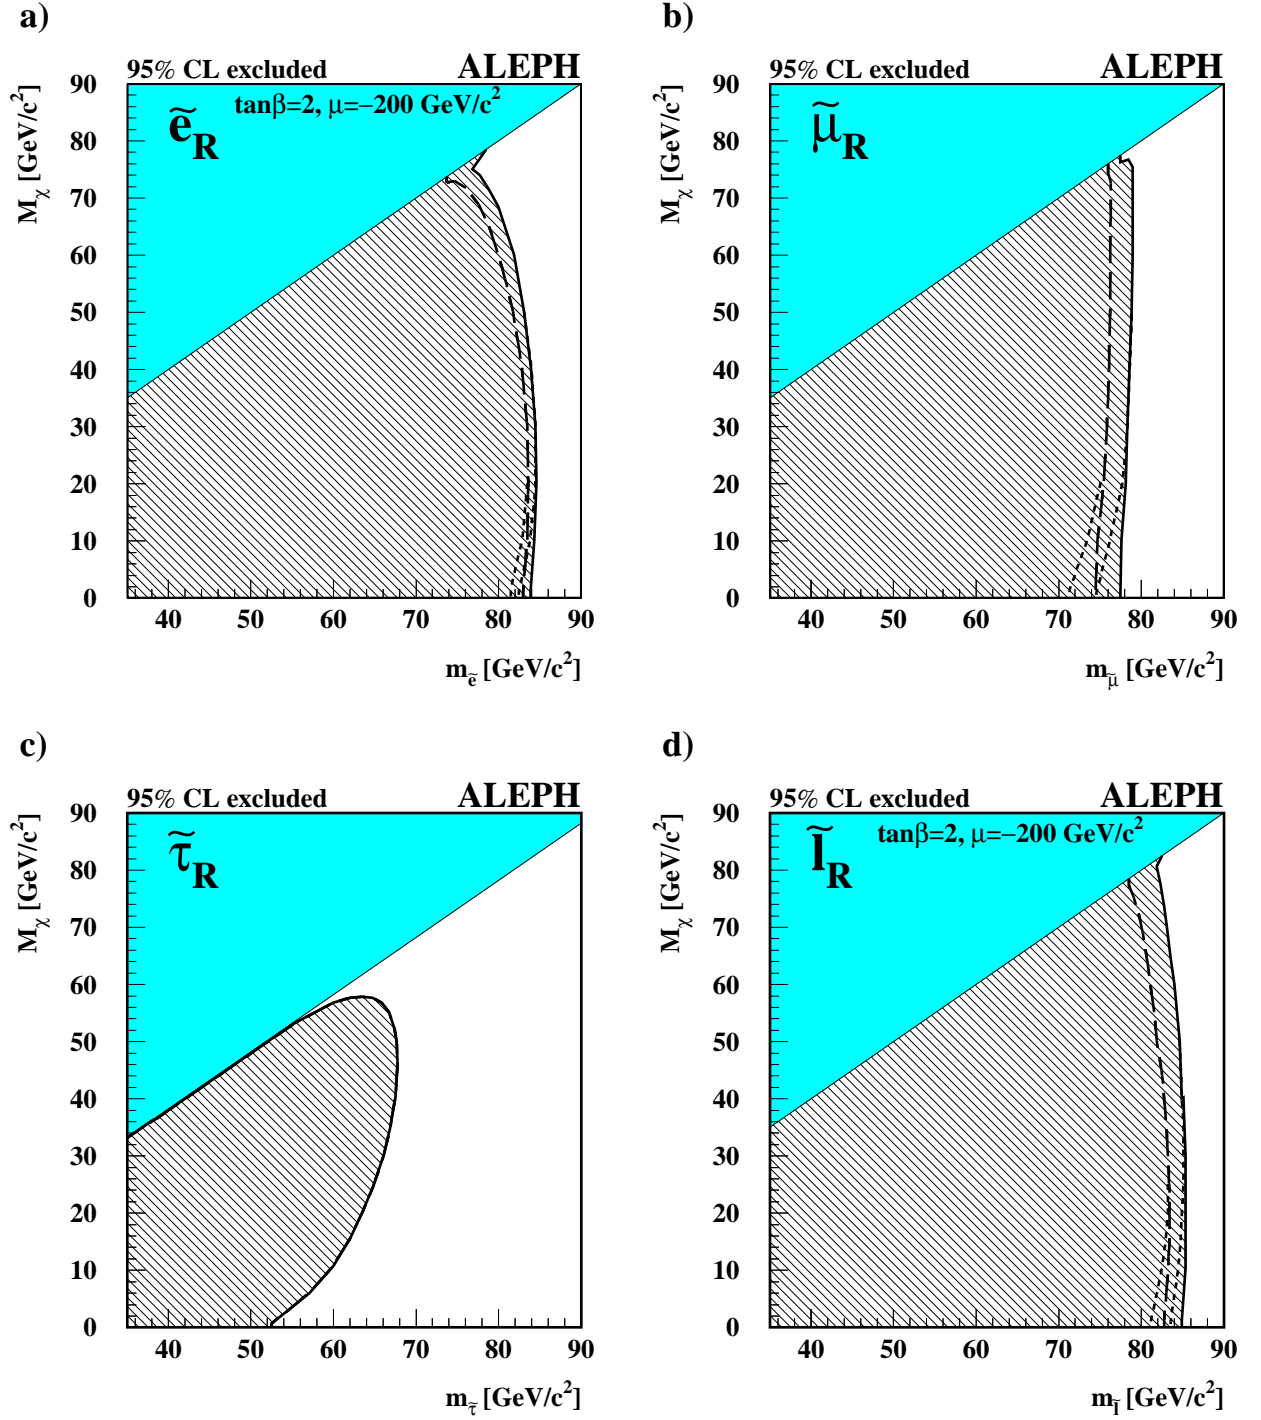 a)
95% CL excluded ALEPH
tanβ=2, μ=−200 GeV/c²
ẽ_R
M_χ [GeV/c²]
90
80
70
60
50
40
30
20
10
0
40 50 60 70 80 90
m_ẽ [GeV/c²]
b)
95% CL excluded ALEPH
μ̃_R
M_χ [GeV/c²]
90
80
70
60
50
40
30
20
10
0
40 50 60 70 80 90
m_μ̃ [GeV/c²]
c)
95% CL excluded ALEPH
τ̃_R
M_χ [GeV/c²]
90
80
70
60
50
40
30
20
10
0
40 50 60 70 80 90
m_τ̃ [GeV/c²]
d)
95% CL excluded ALEPH
tanβ=2, μ=−200 GeV/c²
l̃_R
M_χ [GeV/c²]
90
80
70
60
50
40
30
20
10
0
40 50 60 70 80 90
m_l̃ [GeV/c²]